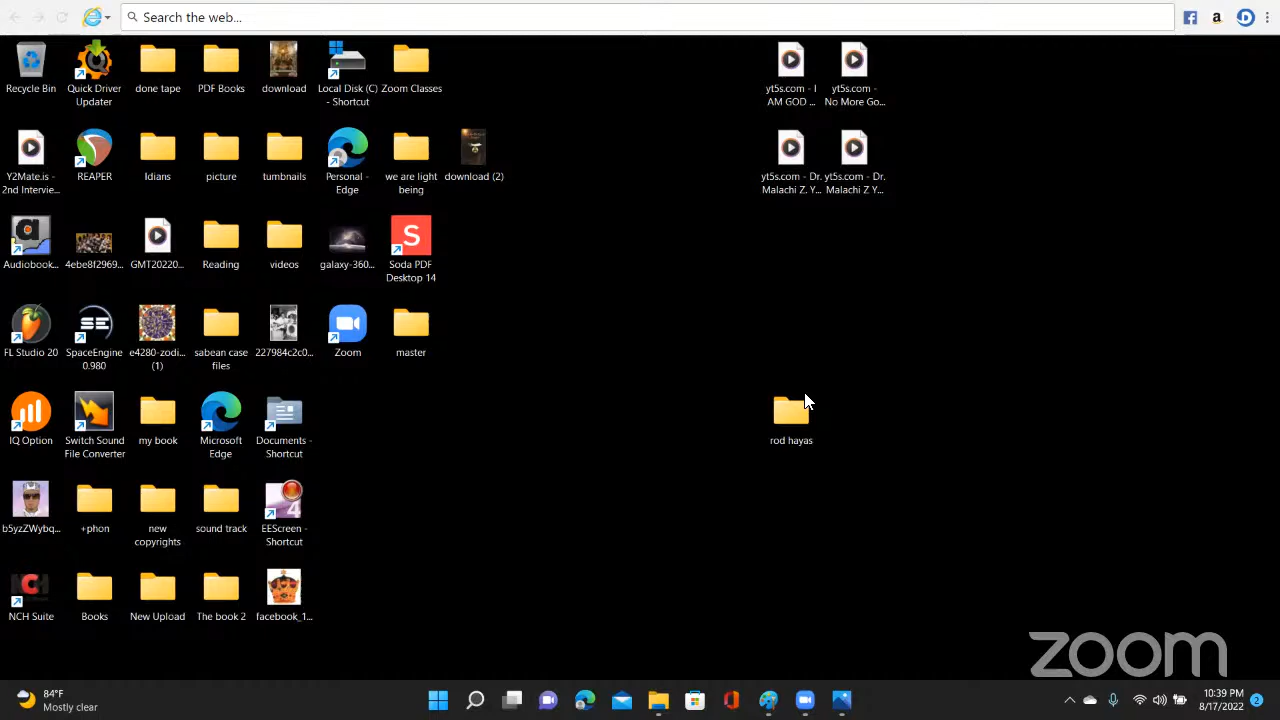 Search the web...
Recycle Bin
Quick Driver
Updater
done tape
PDF Books
download
Local Disk (C)
- Shortcut
Zoom Classes
yt5s.com - I
AM GOD ...
yt5s.com -
No More Go...
Y2Mate.is -
2nd Intervie...
REAPER
Idians
picture
tumbnails
Personal -
Edge
we are light
being
download (2)
yt5s.com - Dr.
Malachi Z. Y...
yt5s.com - Dr.
Malachi Z Y...
Audiobook...
4ebe8f2969...
GMT20220...
Reading
videos
galaxy-360...
S
Soda PDF
Desktop 14
FL Studio 20
SE
SpaceEngine
0.980
e4280-zodi...
(1)
sabean case
files
227984c2c0...
Zoom
master
IQ Option
Switch Sound
File Converter
my book
Microsoft
Edge
Documents -
Shortcut
rod hayas
b5yzZWybq...
+phon
new
copyrights
sound track
4
EEScreen -
Shortcut
NCH
NCH Suite
Books
New Upload
The book 2
facebook_1...
zoom
84°F
Mostly clear
10:39 PM
8/17/2022
2